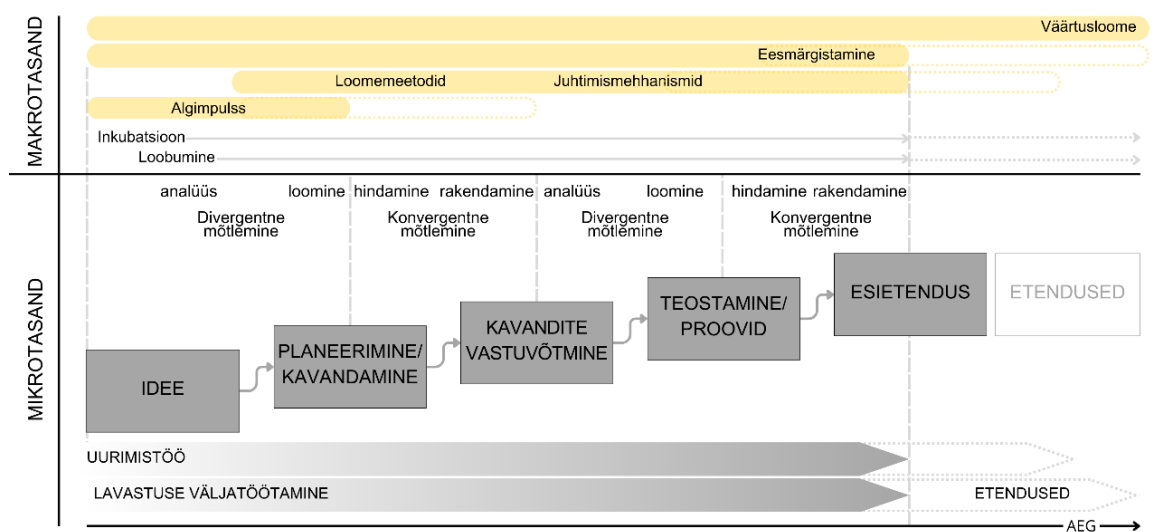 MAKROTASAND
Väärtusloome
Eesmärgistamine
Loomemeetodid Juhtimismehhanismid
Algimpulss
Inkubatsioon
Loobumine
MIKROTASAND
analüüs loomine hindamine rakendamine analüüs loomine hindamine rakendamine
Divergentne Konvergentne Divergentne Konvergentne
mõtlemine mõtlemine mõtlemine mõtlemine
IDEE
PLANEERIMINE/
KAVANDAMINE
KAVANDITE
VASTUVÕTMINE
TEOSTAMINE/
PROOVID
ESIETENDUS
ETENDUSED
UURIMISTÖÖ
LAVASTUSE VÄLJATÖÖTAMINE ETENDUSED
AEG